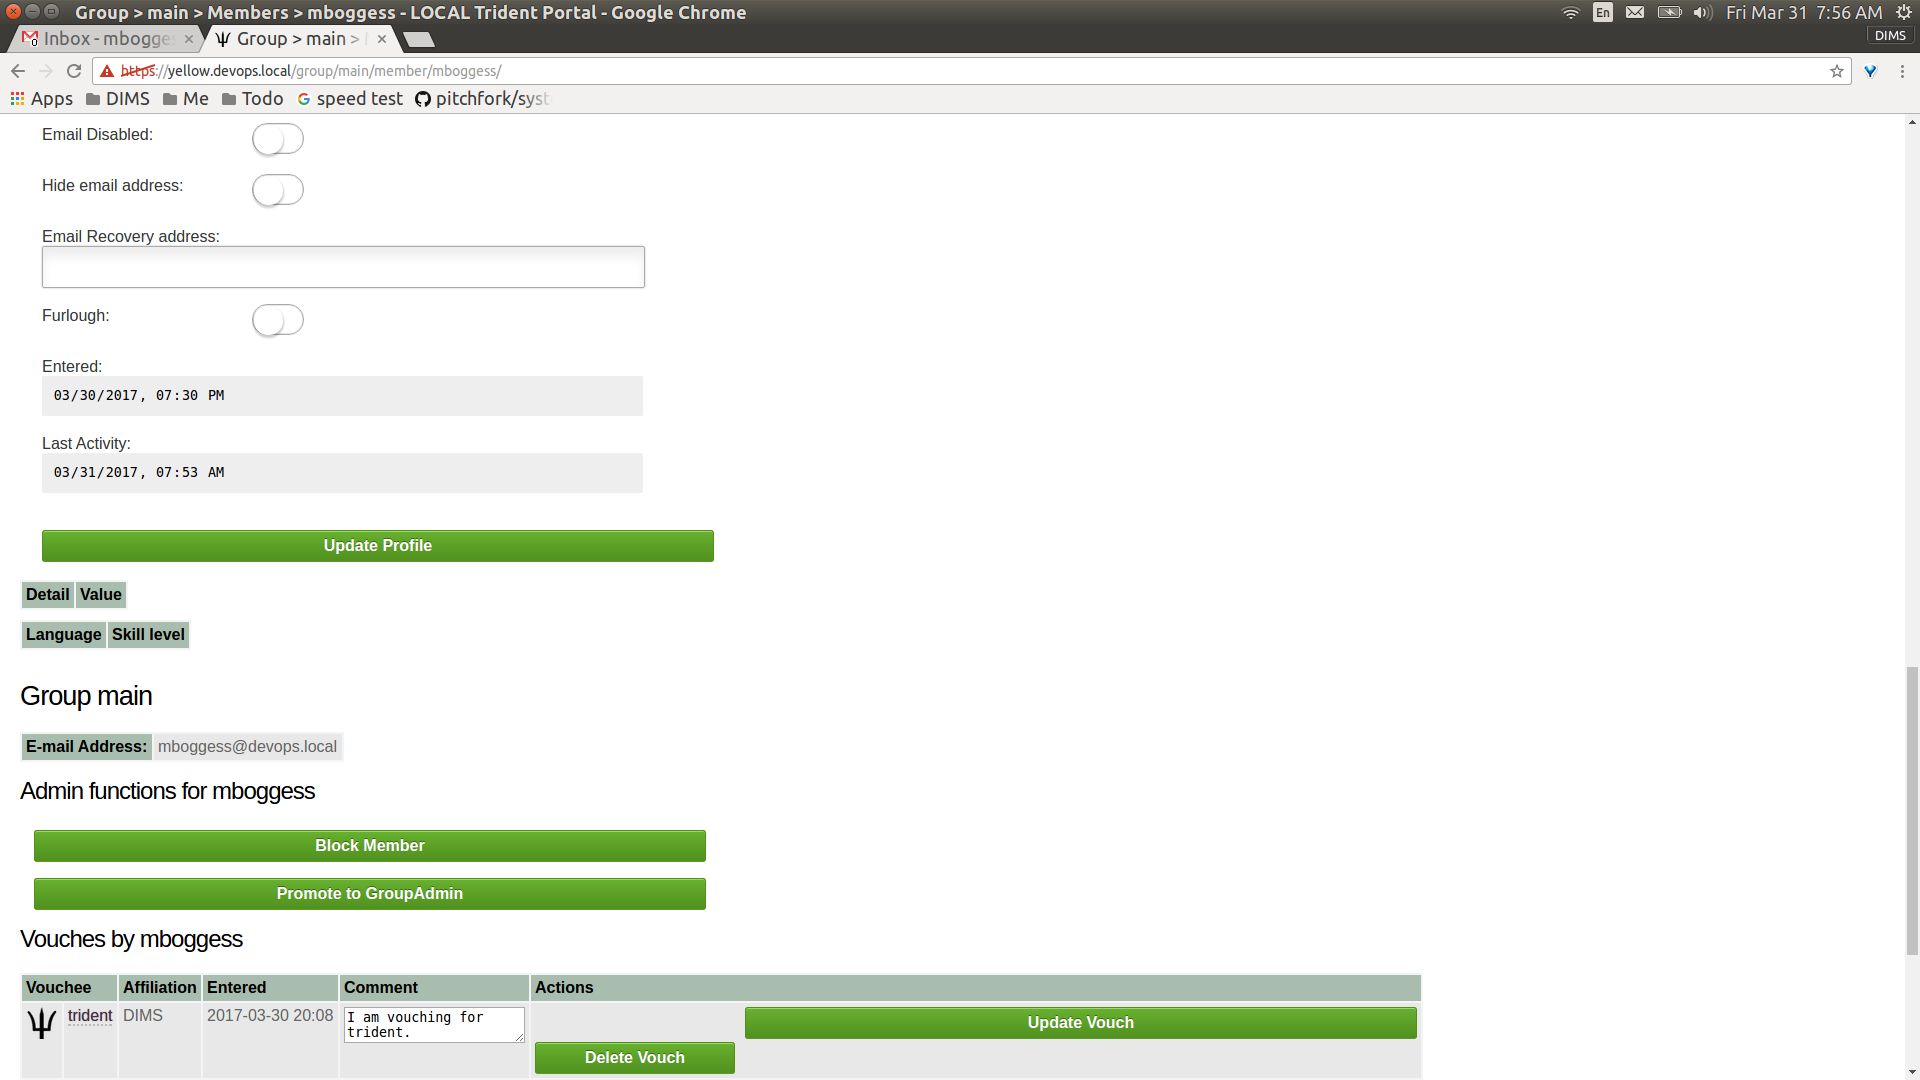 Group > main > Members > mboggess - LOCAL Trident Portal - Google Chrome
En
Fri Mar 31 7:56 AM
Inbox - mbogges
Group > main >
DIMS
https://yellow.devops.local/group/main/member/mboggess/
Apps DIMS Me Todo speed test pitchfork/syst
Email Disabled:
Hide email address:
Email Recovery address:
Furlough:
Entered:
03/30/2017, 07:30 PM
Last Activity:
03/31/2017, 07:53 AM
Update Profile
Detail Value
Language Skill level
Group main
E-mail Address: mboggess@devops.local
Admin functions for mboggess
Block Member
Promote to GroupAdmin
Vouches by mboggess
Vouchee Affiliation Entered Comment Actions
trident DIMS 2017-03-30 20:08 I am vouching for
trident.
Update Vouch
Delete Vouch